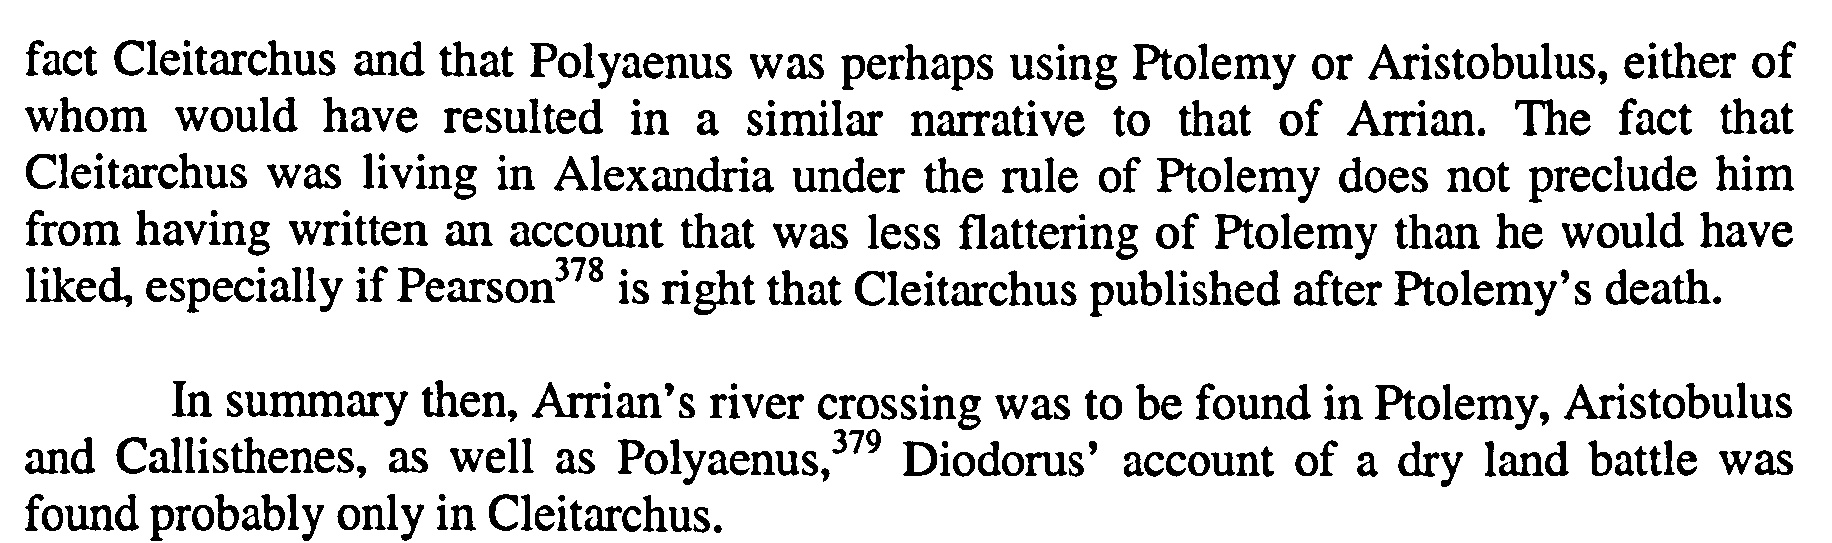 fact Cleitarchus and that Polyaenus was perhaps using Ptolemy or Aristobulus, either of
whom would have resulted in a similar narrative to that of Arrian. The fact that
Cleitarchus was living in Alexandria under the rule of Ptolemy does not preclude him
from having written an account that was less flattering of Ptolemy than he would have
liked, especially if Pearson³⁷⁸ is right that Cleitarchus published after Ptolemy's death.
In summary then, Arrian's river crossing was to be found in Ptolemy, Aristobulus
and Callisthenes, as well as Polyaenus,³⁷⁹ Diodorus' account of a dry land battle was
found probably only in Cleitarchus.